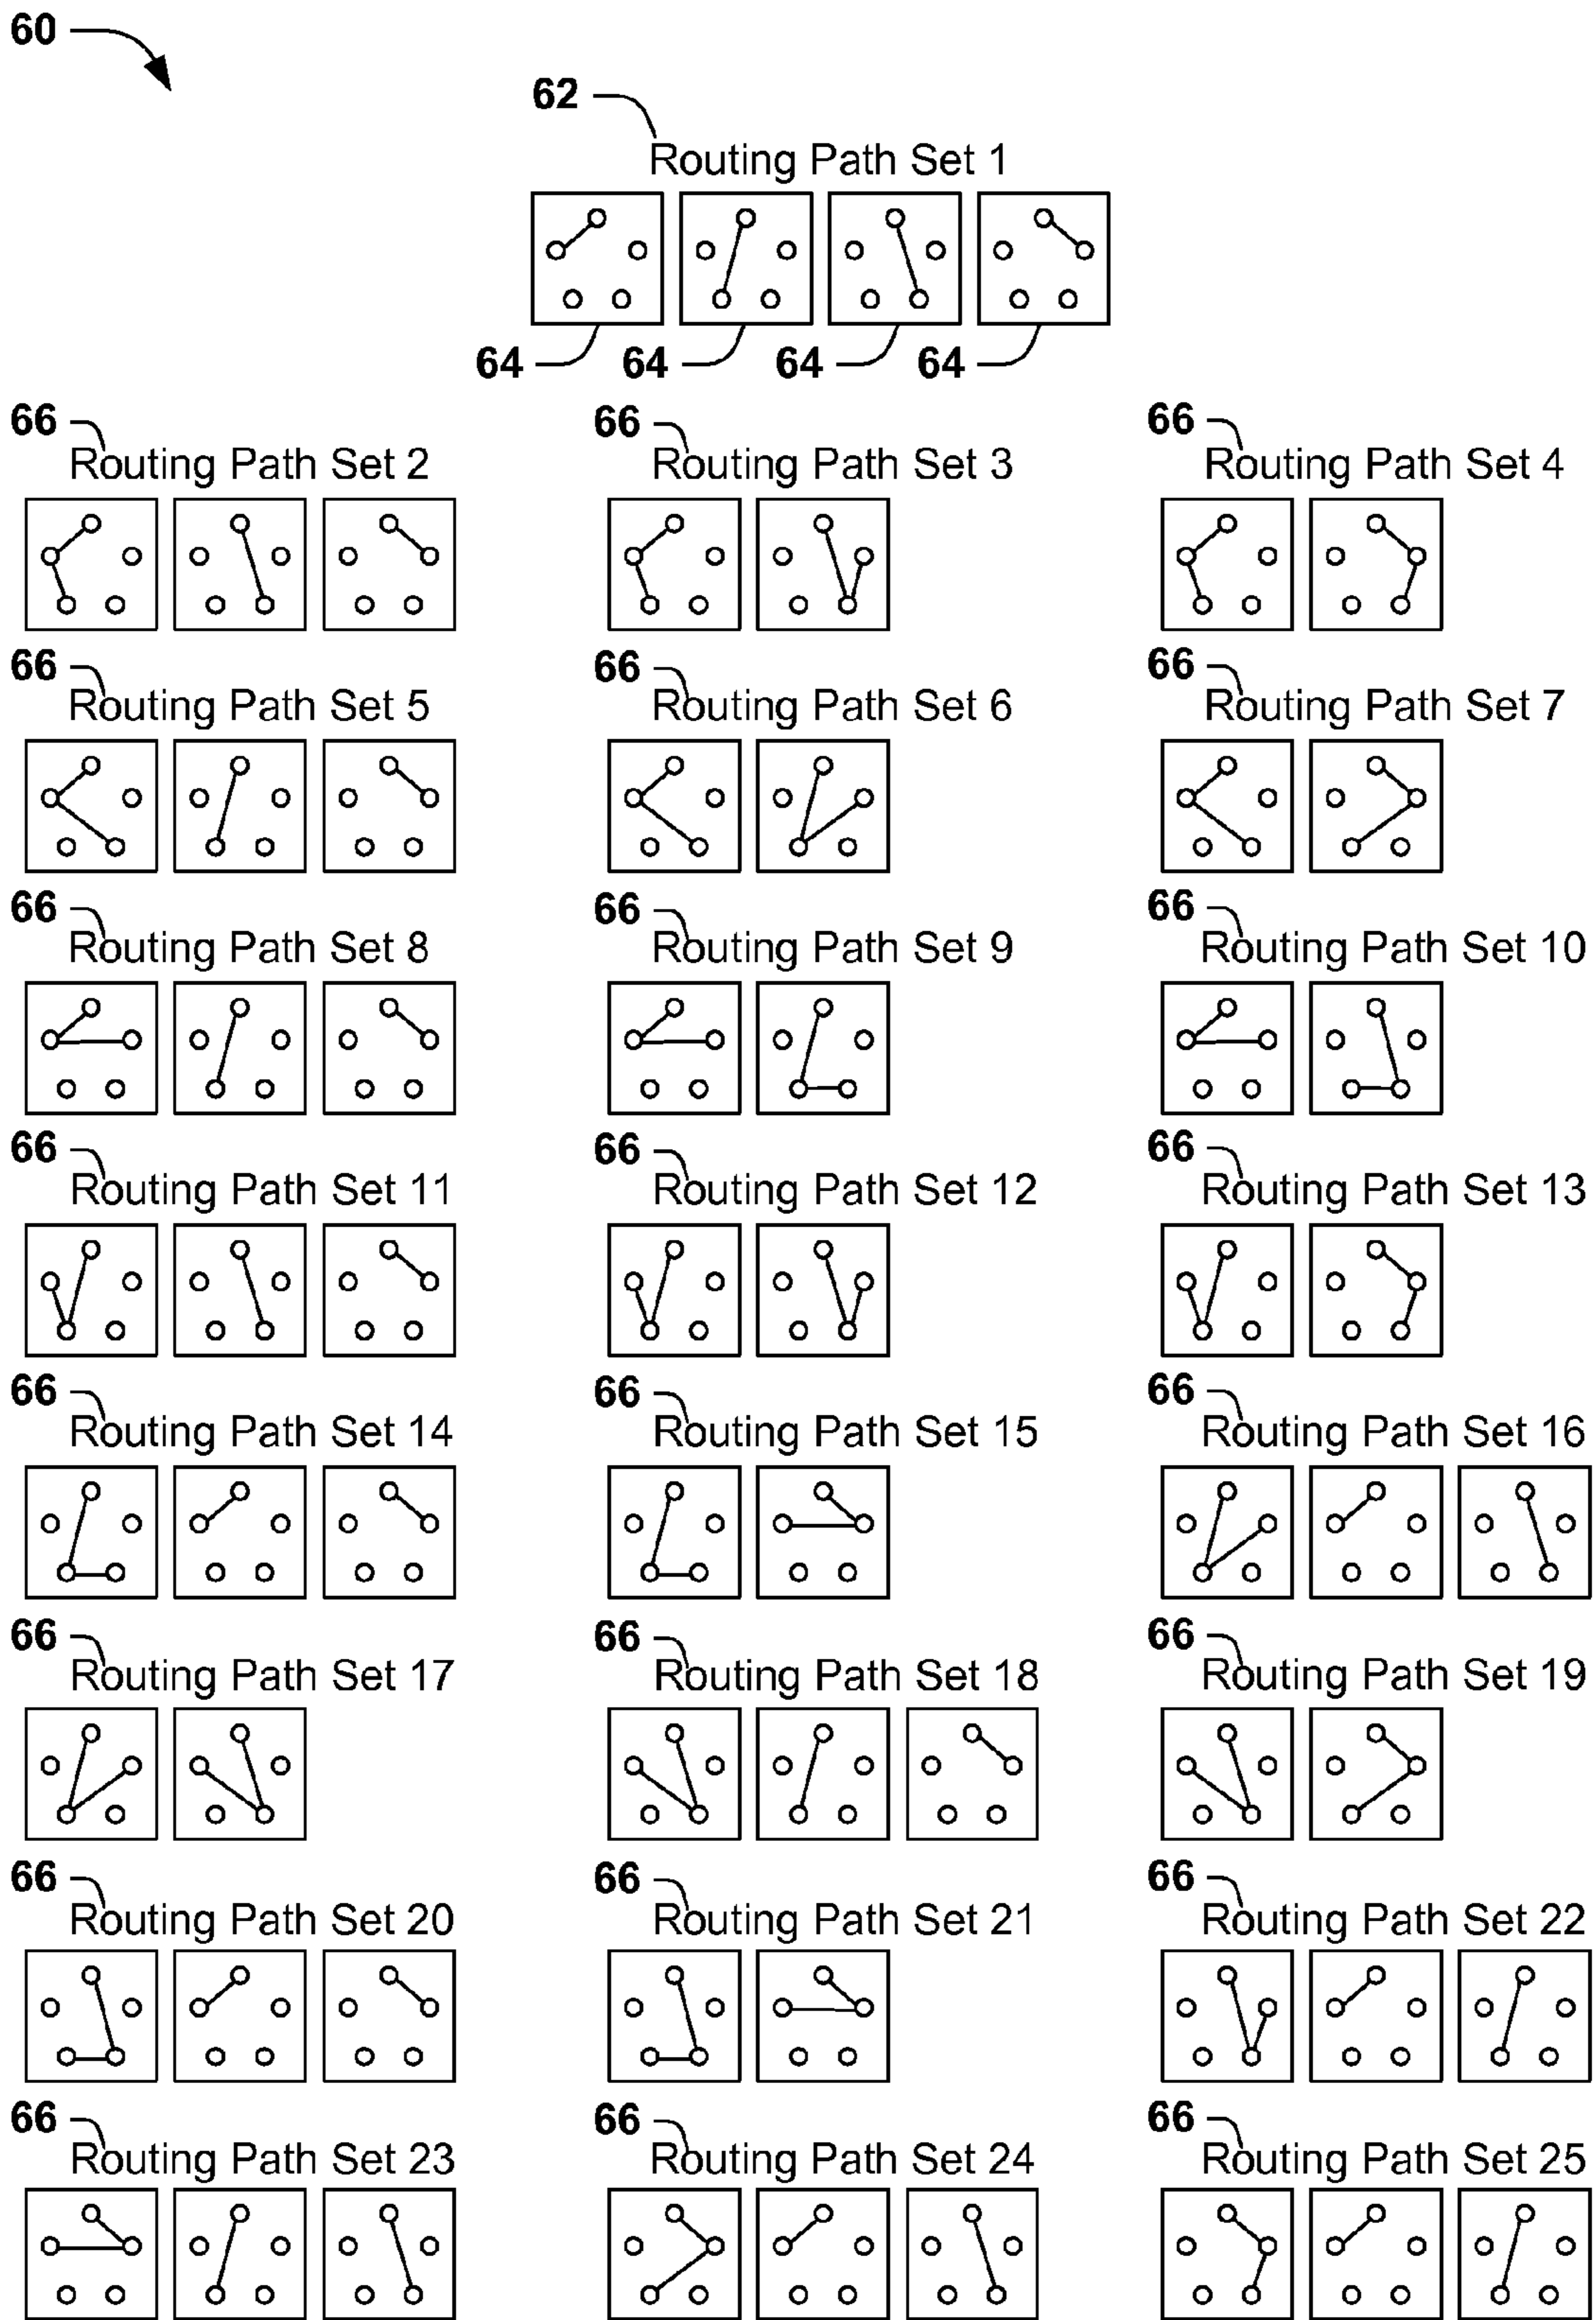 60
62
Routing Path Set 1
64 64 64 64
66 66 66
Routing Path Set 2 Routing Path Set 3 Routing Path Set 4
66 66 66
Routing Path Set 5 Routing Path Set 6 Routing Path Set 7
66 66 66
Routing Path Set 8 Routing Path Set 9 Routing Path Set 10
66 66 66
Routing Path Set 11 Routing Path Set 12 Routing Path Set 13
66 66 66
Routing Path Set 14 Routing Path Set 15 Routing Path Set 16
66 66 66
Routing Path Set 17 Routing Path Set 18 Routing Path Set 19
66 66 66
Routing Path Set 20 Routing Path Set 21 Routing Path Set 22
66 66 66
Routing Path Set 23 Routing Path Set 24 Routing Path Set 25